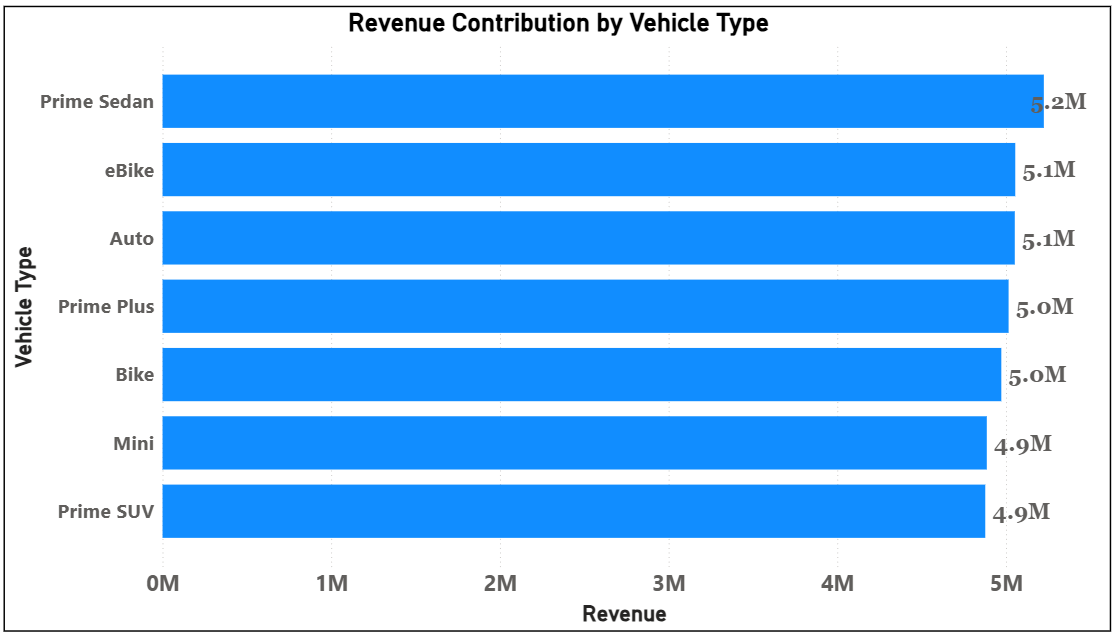 Revenue Contribution by Vehicle Type
Vehicle Type
Prime Sedan 5.2M
eBike 5.1M
Auto 5.1M
Prime Plus 5.0M
Bike 5.0M
Mini 4.9M
Prime SUV 4.9M
0M 1M 2M 3M 4M 5M
Revenue